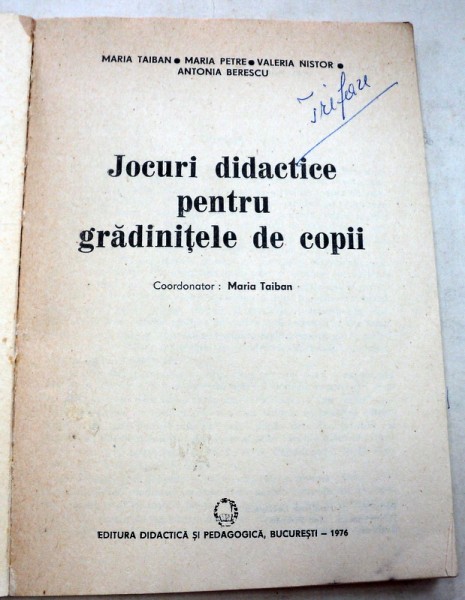 MARIA TAIBAN • MARIA PETRE • VALERIA NISTOR •
ANTONIA BERESCU
Trifan
Jocuri didactice
pentru
grădinițele de copii
Coordonator : Maria Taiban
EDITURA DIDACTICĂ ȘI PEDAGOGICĂ, BUCUREȘTI — 1976